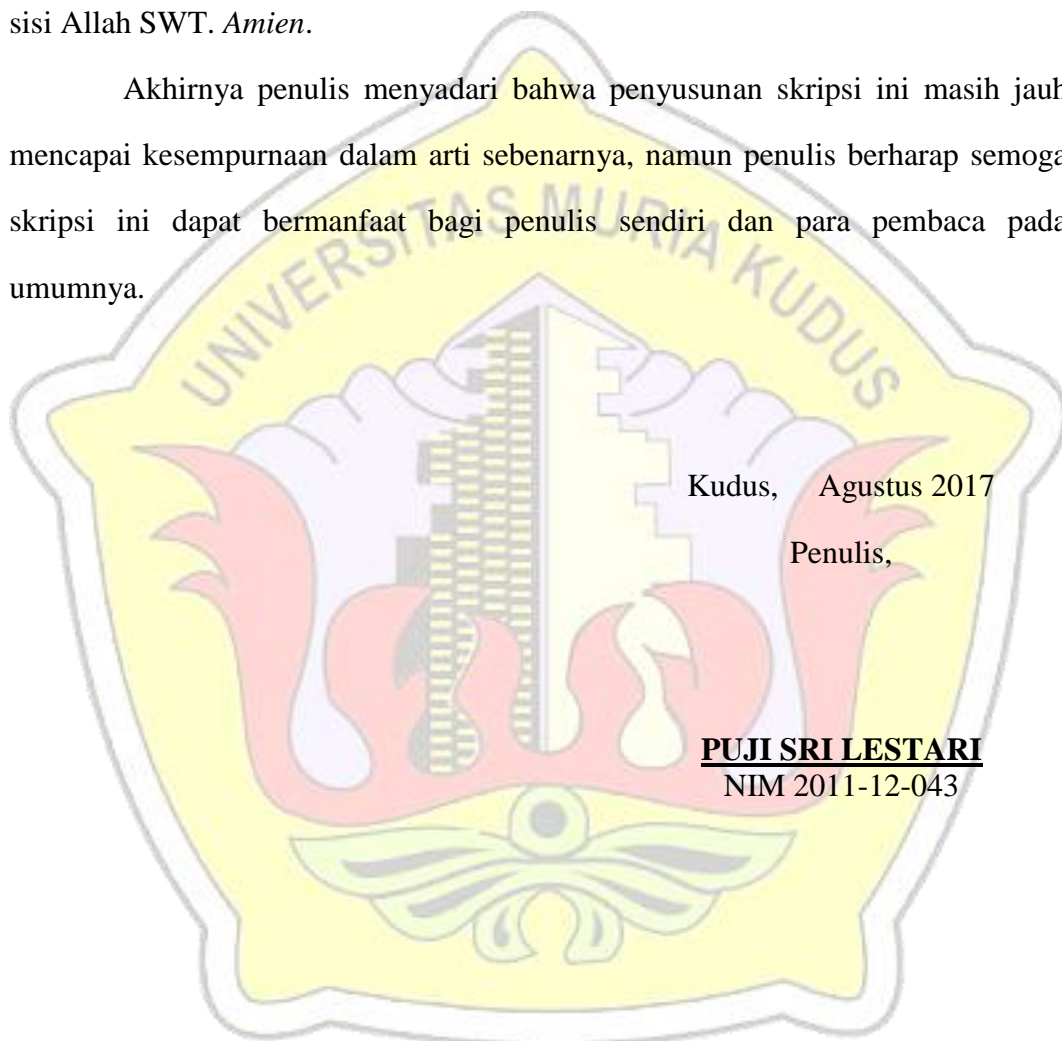 sisi Allah SWT. Amien.
Akhirnya penulis menyadari bahwa penyusunan skripsi ini masih jauh
mencapai kesempurnaan dalam arti sebenarnya, namun penulis berharap semoga
skripsi ini dapat bermanfaat bagi penulis sendiri dan para pembaca pada
umumnya.
UNIVERSITAS MURIA KUDUS
Kudus, Agustus 2017
Penulis,
PUJI SRI LESTARI
NIM 2011-12-043